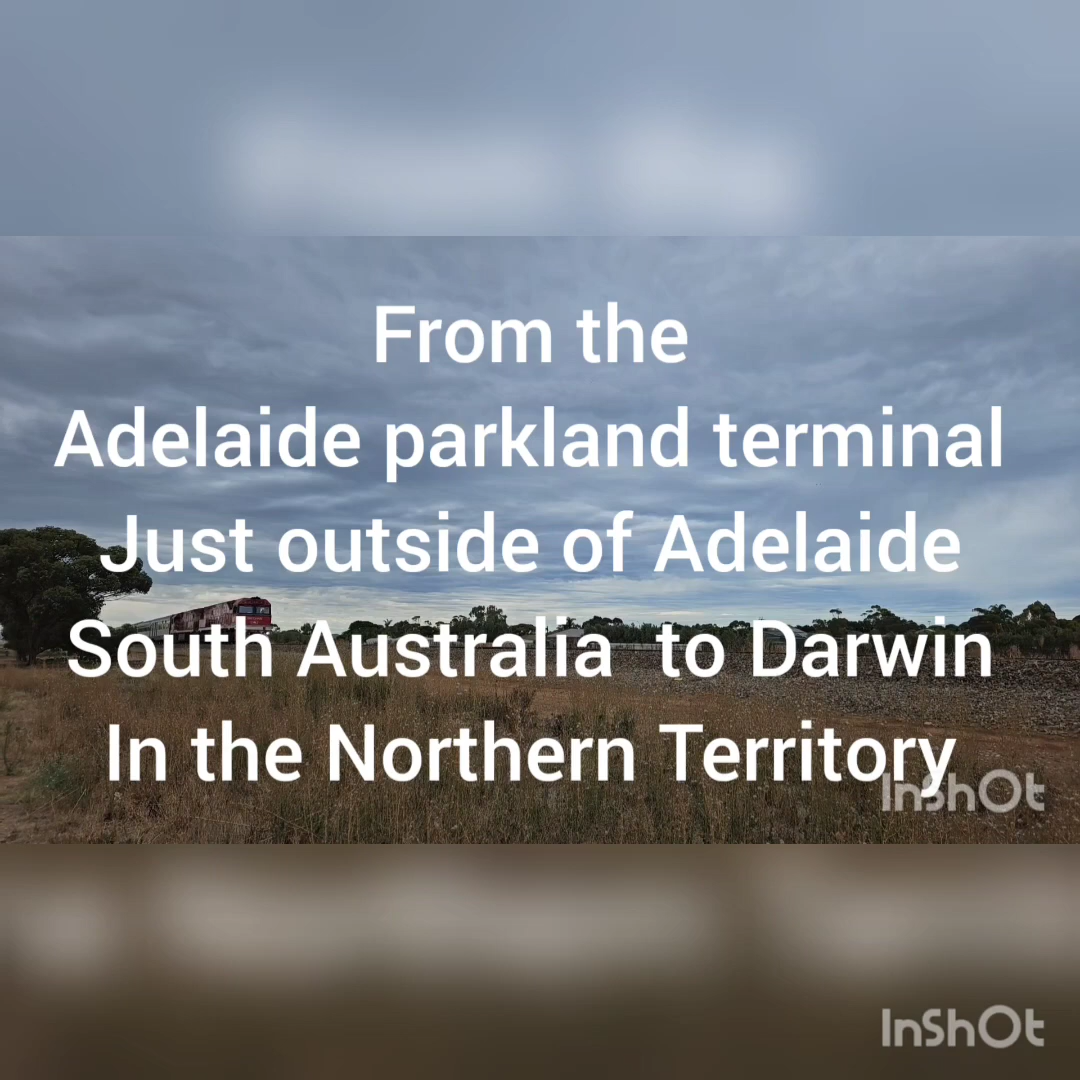 From the
Adelaide parkland terminal
Just outside of Adelaide
South Australia  to Darwin
In the Northern Territory
InShOt
InShOt